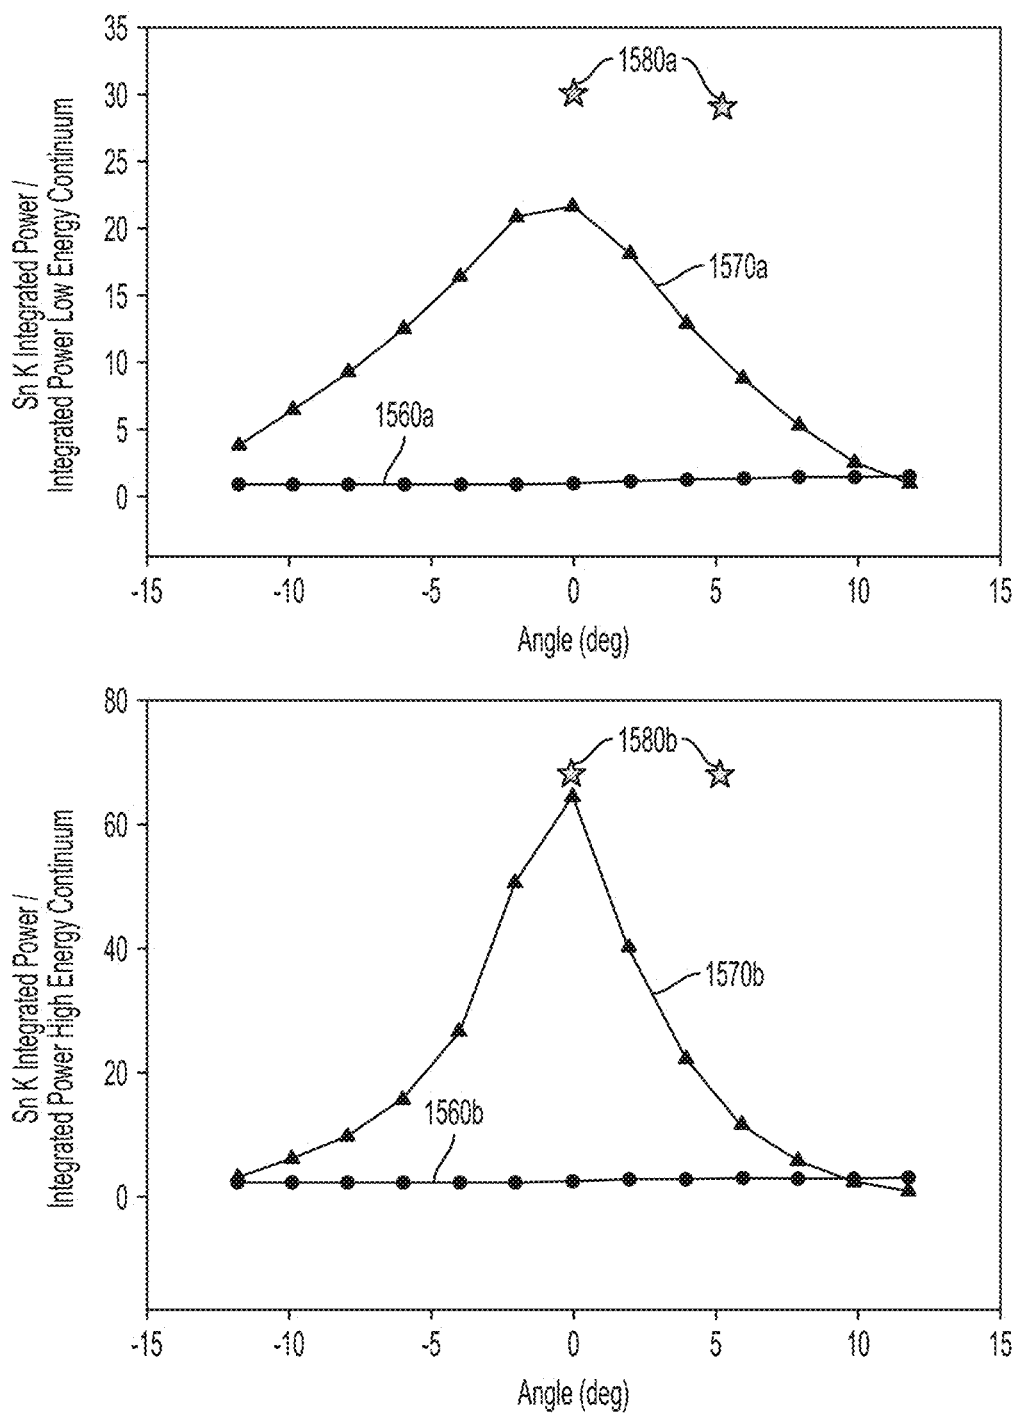 35
30
25
20
15
10
5
0
Sn K Integrated Power /
Integrated Power Low Energy Continuum
1580a
1570a
1560a
-15 -10 -5 0 5 10 15
Angle (deg)
80
60
40
20
0
Sn K Integrated Power /
Integrated Power High Energy Continuum
1580b
1570b
1560b
-15 -10 -5 0 5 10 15
Angle (deg)